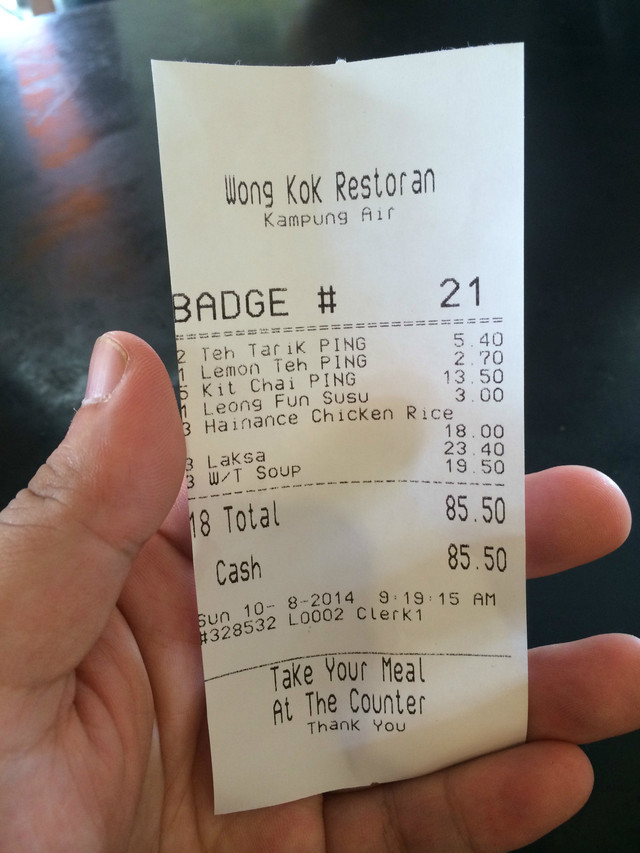 Wong Kok Restoran
Kampung Air
BADGE # 21
2 Teh Tarik PING 5.40
1 Lemon Teh PING 2.70
5 Kit Chai PING 13.50
1 Leong Fun Susu 3.00
3 Hainance Chicken Rice
18.00
3 Laksa 23.40
3 W/T Soup 19.50
18 Total 85.50
Cash 85.50
Sun 10- 8-2014 9:19:15 AM
#328532 L0002 Clerk1
Take Your Meal
At The Counter
Thank You